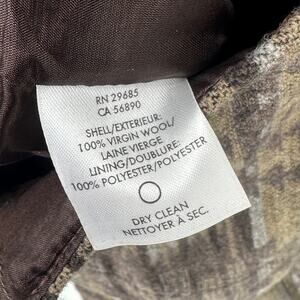 RN 29685
CA 56890
SHELL/EXTERIEUR:
100% VIRGIN WOOL/
LAINE VIERGE
LINING/DOUBLURE:
100% POLYESTER/POLYESTER
DRY CLEAN
NETTOYER À SEC.